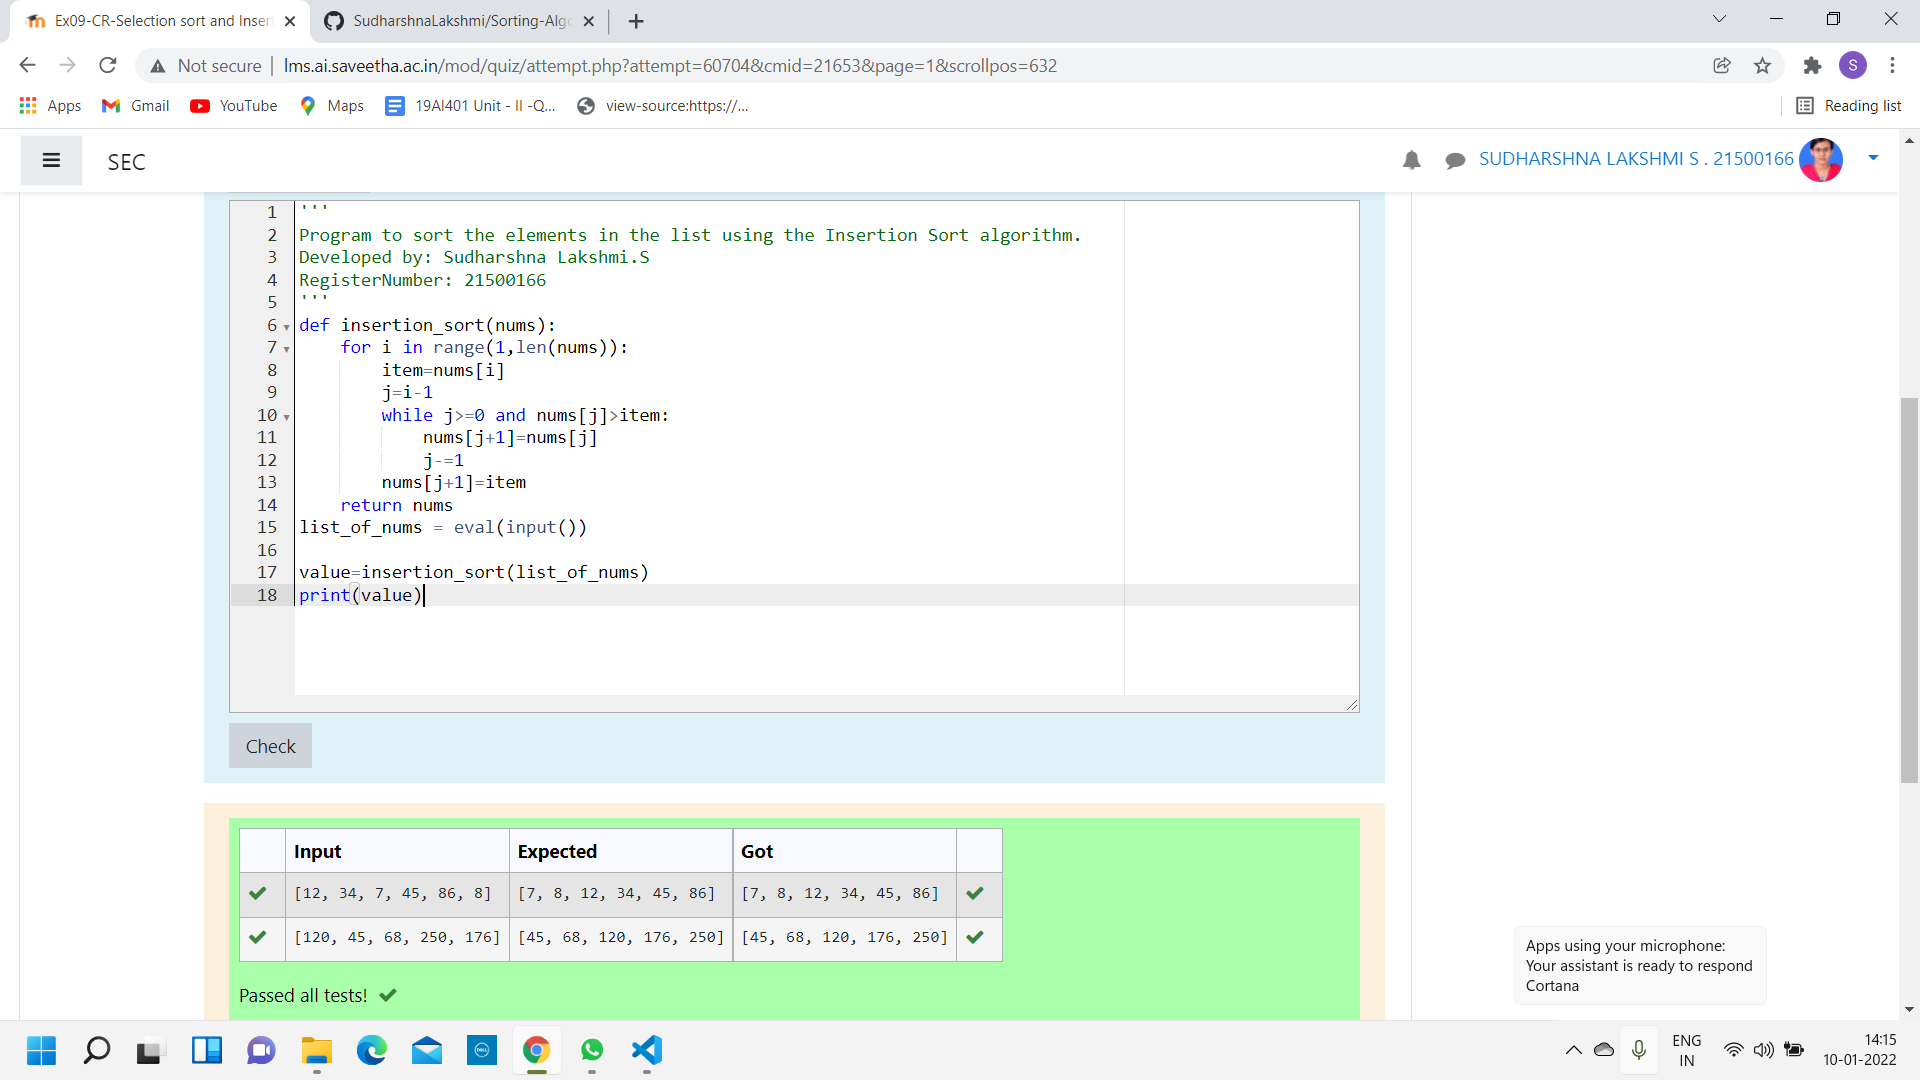 Ex09-CR-Selection sort and Inser
SudharshnaLakshmi/Sorting-Algo
Not secure
lms.ai.saveetha.ac.in/mod/quiz/attempt.php?attempt=60704&cmid=21653&page=1&scrollpos=632
S
Apps
Gmail
YouTube
Maps
19AI401 Unit - II -Q...
view-source:https://...
Reading list
SEC
SUDHARSHNA LAKSHMI S . 21500166
1 '''
2 Program to sort the elements in the list using the Insertion Sort algorithm.
3 Developed by: Sudharshna Lakshmi.S
4 RegisterNumber: 21500166
5 '''
6 def insertion_sort(nums):
7     for i in range(1,len(nums)):
8         item=nums[i]
9         j=i-1
10         while j>=0 and nums[j]>item:
11             nums[j+1]=nums[j]
12             j-=1
13         nums[j+1]=item
14     return nums
15 list_of_nums = eval(input())
16
17 value=insertion_sort(list_of_nums)
18 print(value)
Check
Input Expected Got
[12, 34, 7, 45, 86, 8] [7, 8, 12, 34, 45, 86] [7, 8, 12, 34, 45, 86]
[120, 45, 68, 250, 176] [45, 68, 120, 176, 250] [45, 68, 120, 176, 250]
Passed all tests!
Apps using your microphone:
Your assistant is ready to respond
Cortana
DELL
ENG
IN
14:15
10-01-2022